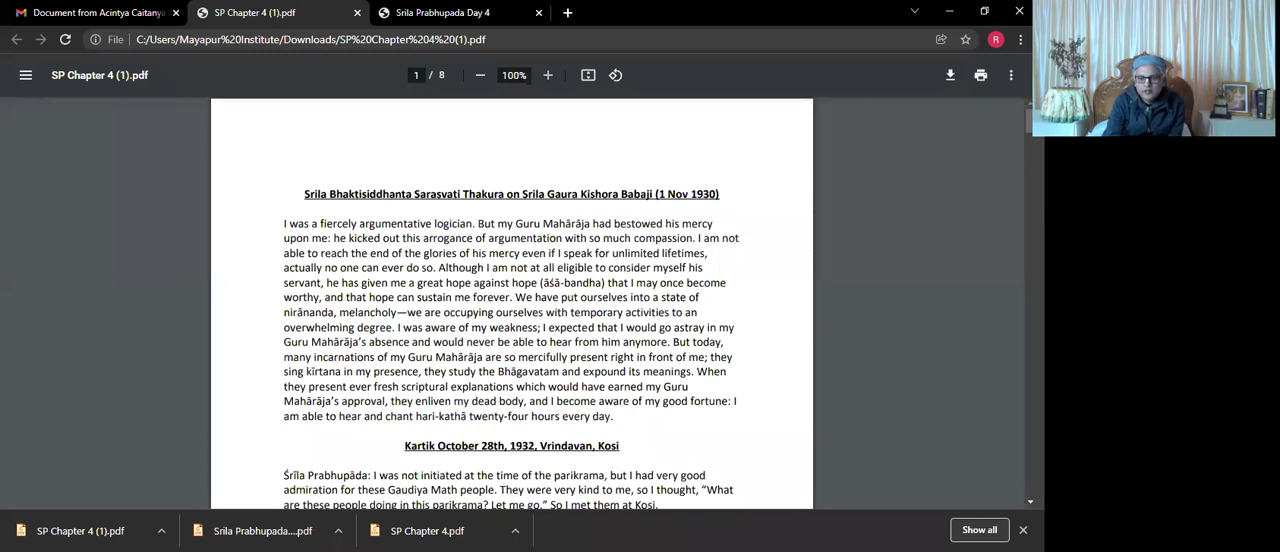 Document from Acintya Caitanya
SP Chapter 4 (1).pdf
Srila Prabhupada Day 4
File
C:/Users/Mayapur%20Institute/Downloads/SP%20Chapter%204%20(1).pdf
R
SP Chapter 4 (1).pdf
1 / 8
100%
Srila Bhaktisiddhanta Sarasvati Thakura on Srila Gaura Kishora Babaji (1 Nov 1930)
I was a fiercely argumentative logician. But my Guru Mahārāja had bestowed his mercy
upon me: he kicked out this arrogance of argumentation with so much compassion. I am not
able to reach the end of the glories of his mercy even if I speak for unlimited lifetimes,
actually no one can ever do so. Although I am not at all eligible to consider myself his
servant, he has given me a great hope against hope (āśā-bandha) that I may once become
worthy, and that hope can sustain me forever. We have put ourselves into a state of
nirānanda, melancholy—we are occupying ourselves with temporary activities to an
overwhelming degree. I was aware of my weakness; I expected that I would go astray in my
Guru Mahārāja's absence and would never be able to hear from him anymore. But today,
many incarnations of my Guru Mahārāja are so mercifully present right in front of me; they
sing kīrtana in my presence, they study the Bhāgavatam and expound its meanings. When
they present ever fresh scriptural explanations which would have earned my Guru
Mahārāja's approval, they enliven my dead body, and I become aware of my good fortune: I
am able to hear and chant hari-kathā twenty-four hours every day.
Kartik October 28th, 1932, Vrindavan, Kosi
Śrīla Prabhupāda: I was not initiated at the time of the parikrama, but I had very good
admiration for these Gaudiya Math people. They were very kind to me, so I thought, "What
are these people doing in this parikrama? Let me go." So I met them at Kosi.
SP Chapter 4 (1).pdf
Srila Prabhupada....pdf
SP Chapter 4.pdf
Show all